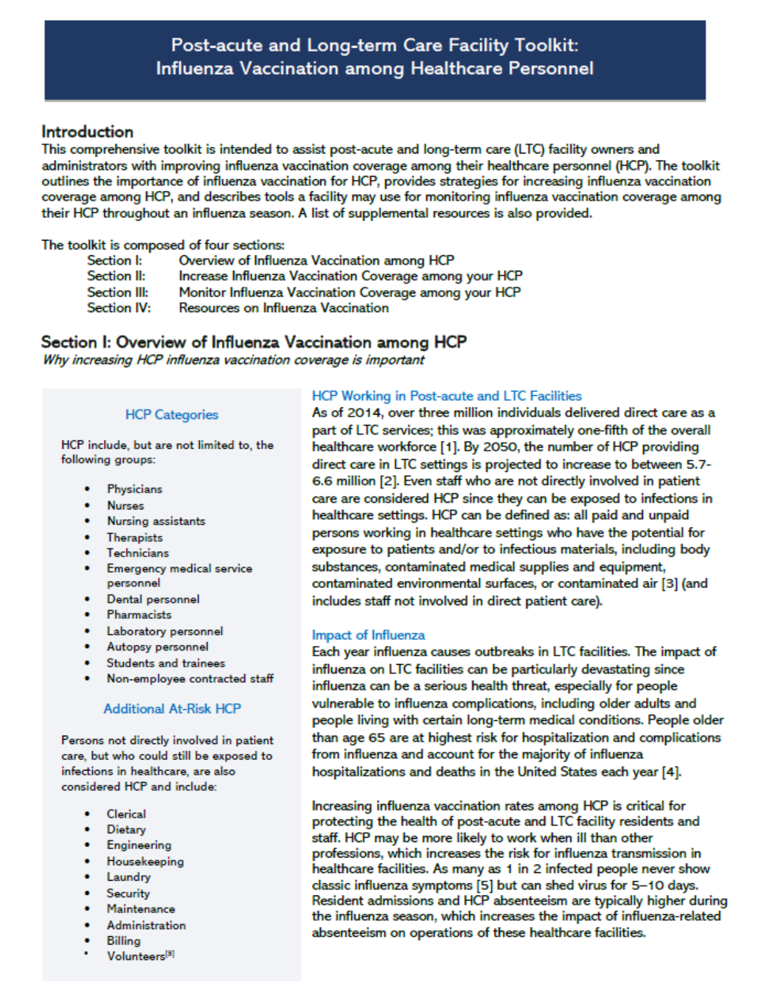 Post-acute and Long-term Care Facility Toolkit:
Influenza Vaccination among Healthcare Personnel
Introduction
This comprehensive toolkit is intended to assist post-acute and long-term care (LTC) facility owners and
administrators with improving influenza vaccination coverage among their healthcare personnel (HCP). The toolkit
outlines the importance of influenza vaccination for HCP, provides strategies for increasing influenza vaccination
coverage among HCP, and describes tools a facility may use for monitoring influenza vaccination coverage among
their HCP throughout an influenza season. A list of supplemental resources is also provided.
The toolkit is composed of four sections:
Section I: Overview of Influenza Vaccination among HCP
Section II: Increase Influenza Vaccination Coverage among your HCP
Section III: Monitor Influenza Vaccination Coverage among your HCP
Section IV: Resources on Influenza Vaccination
Section I: Overview of Influenza Vaccination among HCP
Why increasing HCP influenza vaccination coverage is important
HCP Categories
HCP include, but are not limited to, the
following groups:
• Physicians
• Nurses
• Nursing assistants
• Therapists
• Technicians
• Emergency medical service
personnel
• Dental personnel
• Pharmacists
• Laboratory personnel
• Autopsy personnel
• Students and trainees
• Non-employee contracted staff
Additional At-Risk HCP
Persons not directly involved in patient
care, but who could still be exposed to
infections in healthcare, are also
considered HCP and include:
• Clerical
• Dietary
• Engineering
• Housekeeping
• Laundry
• Security
• Maintenance
• Administration
• Billing
• Volunteers[3]
HCP Working in Post-acute and LTC Facilities
As of 2014, over three million individuals delivered direct care as a
part of LTC services; this was approximately one-fifth of the overall
healthcare workforce [1]. By 2050, the number of HCP providing
direct care in LTC settings is projected to increase to between 5.7-
6.6 million [2]. Even staff who are not directly involved in patient
care are considered HCP since they can be exposed to infections in
healthcare settings. HCP can be defined as: all paid and unpaid
persons working in healthcare settings who have the potential for
exposure to patients and/or to infectious materials, including body
substances, contaminated medical supplies and equipment,
contaminated environmental surfaces, or contaminated air [3] (and
includes staff not involved in direct patient care).
Impact of Influenza
Each year influenza causes outbreaks in LTC facilities. The impact of
influenza on LTC facilities can be particularly devastating since
influenza can be a serious health threat, especially for people
vulnerable to influenza complications, including older adults and
people living with certain long-term medical conditions. People older
than age 65 are at highest risk for hospitalization and complications
from influenza and account for the majority of influenza
hospitalizations and deaths in the United States each year [4].
Increasing influenza vaccination rates among HCP is critical for
protecting the health of post-acute and LTC facility residents and
staff. HCP may be more likely to work when ill than other
professions, which increases the risk for influenza transmission in
healthcare facilities. As many as 1 in 2 infected people never show
classic influenza symptoms [5] but can shed virus for 5–10 days.
Resident admissions and HCP absenteeism are typically higher during
the influenza season, which increases the impact of influenza-related
absenteeism on operations of these healthcare facilities.